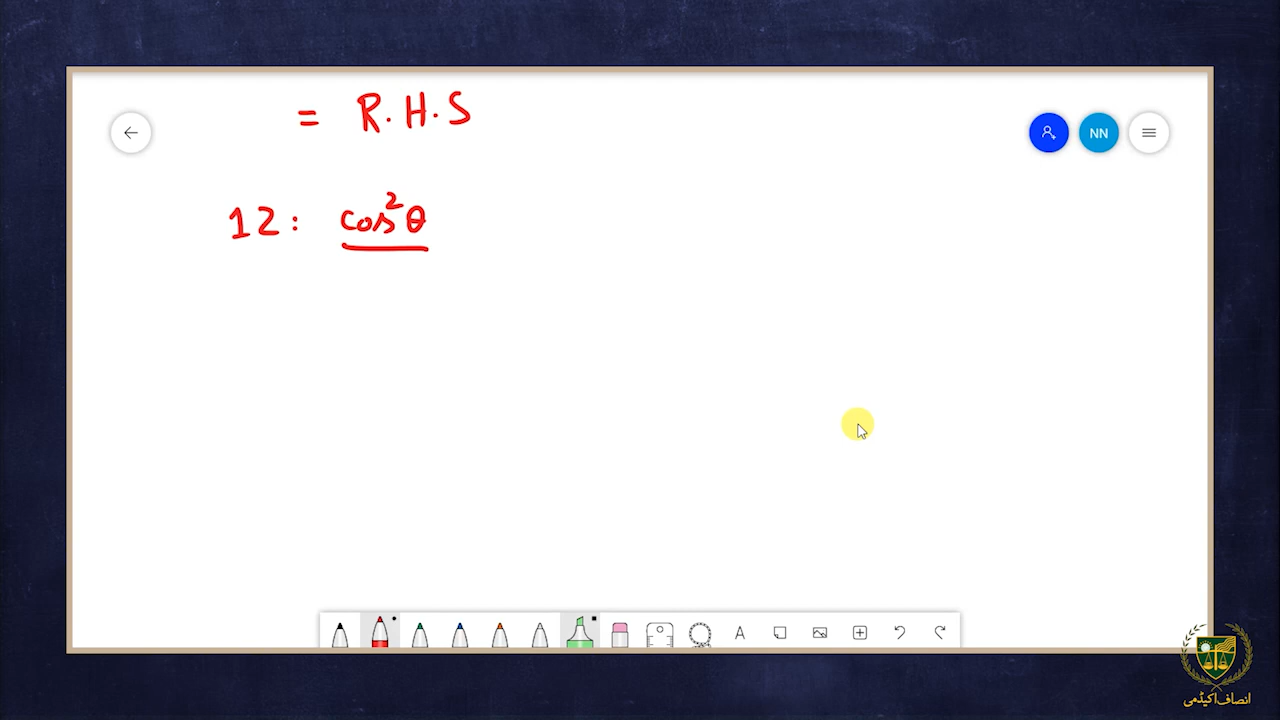 = R.H.S
NN
12: cos²θ
A
انصاف اکیڈمی